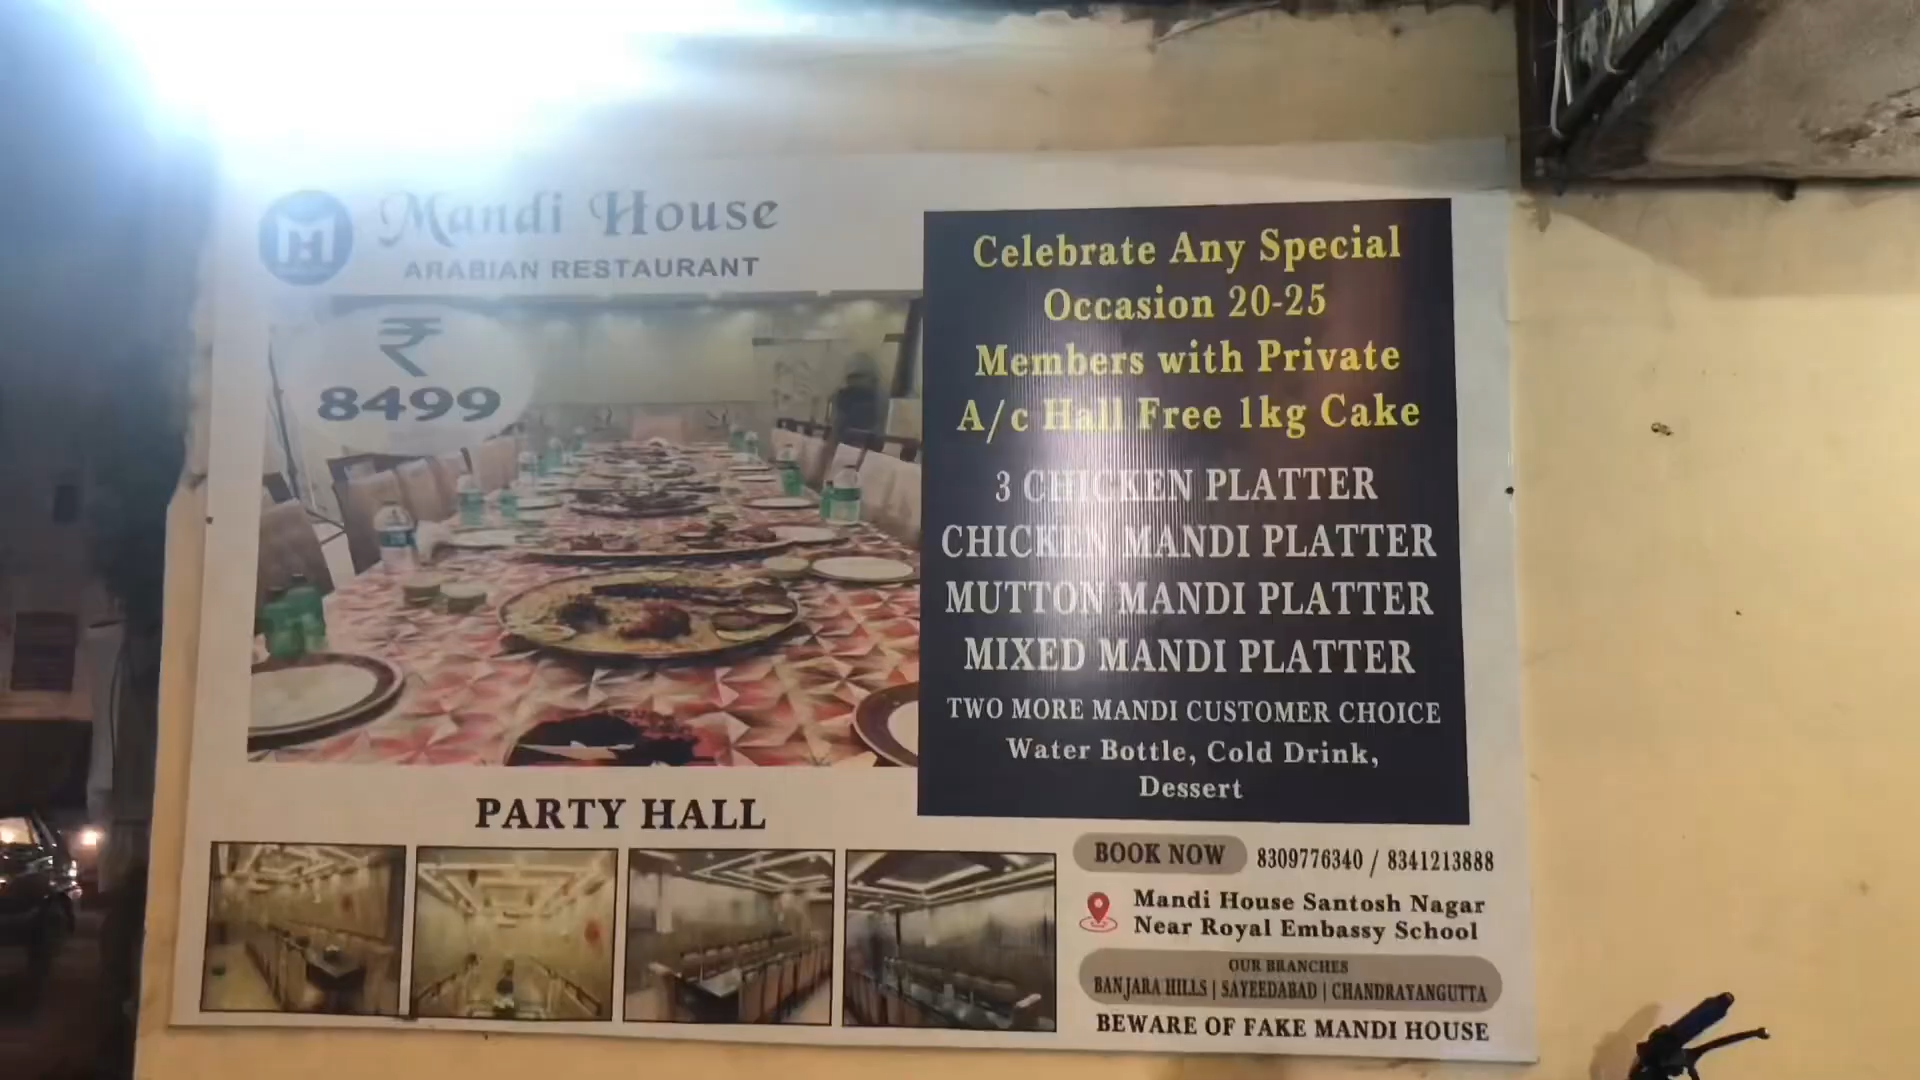 Mandi House
ARABIAN RESTAURANT
₹
8499
Celebrate Any Special
Occasion 20-25
Members with Private
A/c Hall Free 1kg Cake
3 CHICKEN PLATTER
CHICKEN MANDI PLATTER
MUTTON MANDI PLATTER
MIXED MANDI PLATTER
TWO MORE MANDI CUSTOMER CHOICE
Water Bottle, Cold Drink,
Dessert
PARTY HALL
BOOK NOW 8309776340 / 8341213888
Mandi House Santosh Nagar
Near Royal Embassy School
OUR BRANCHES
BANJARA HILLS | SAYEEDABAD | CHANDRAYANGUTTA
BEWARE OF FAKE MANDI HOUSE